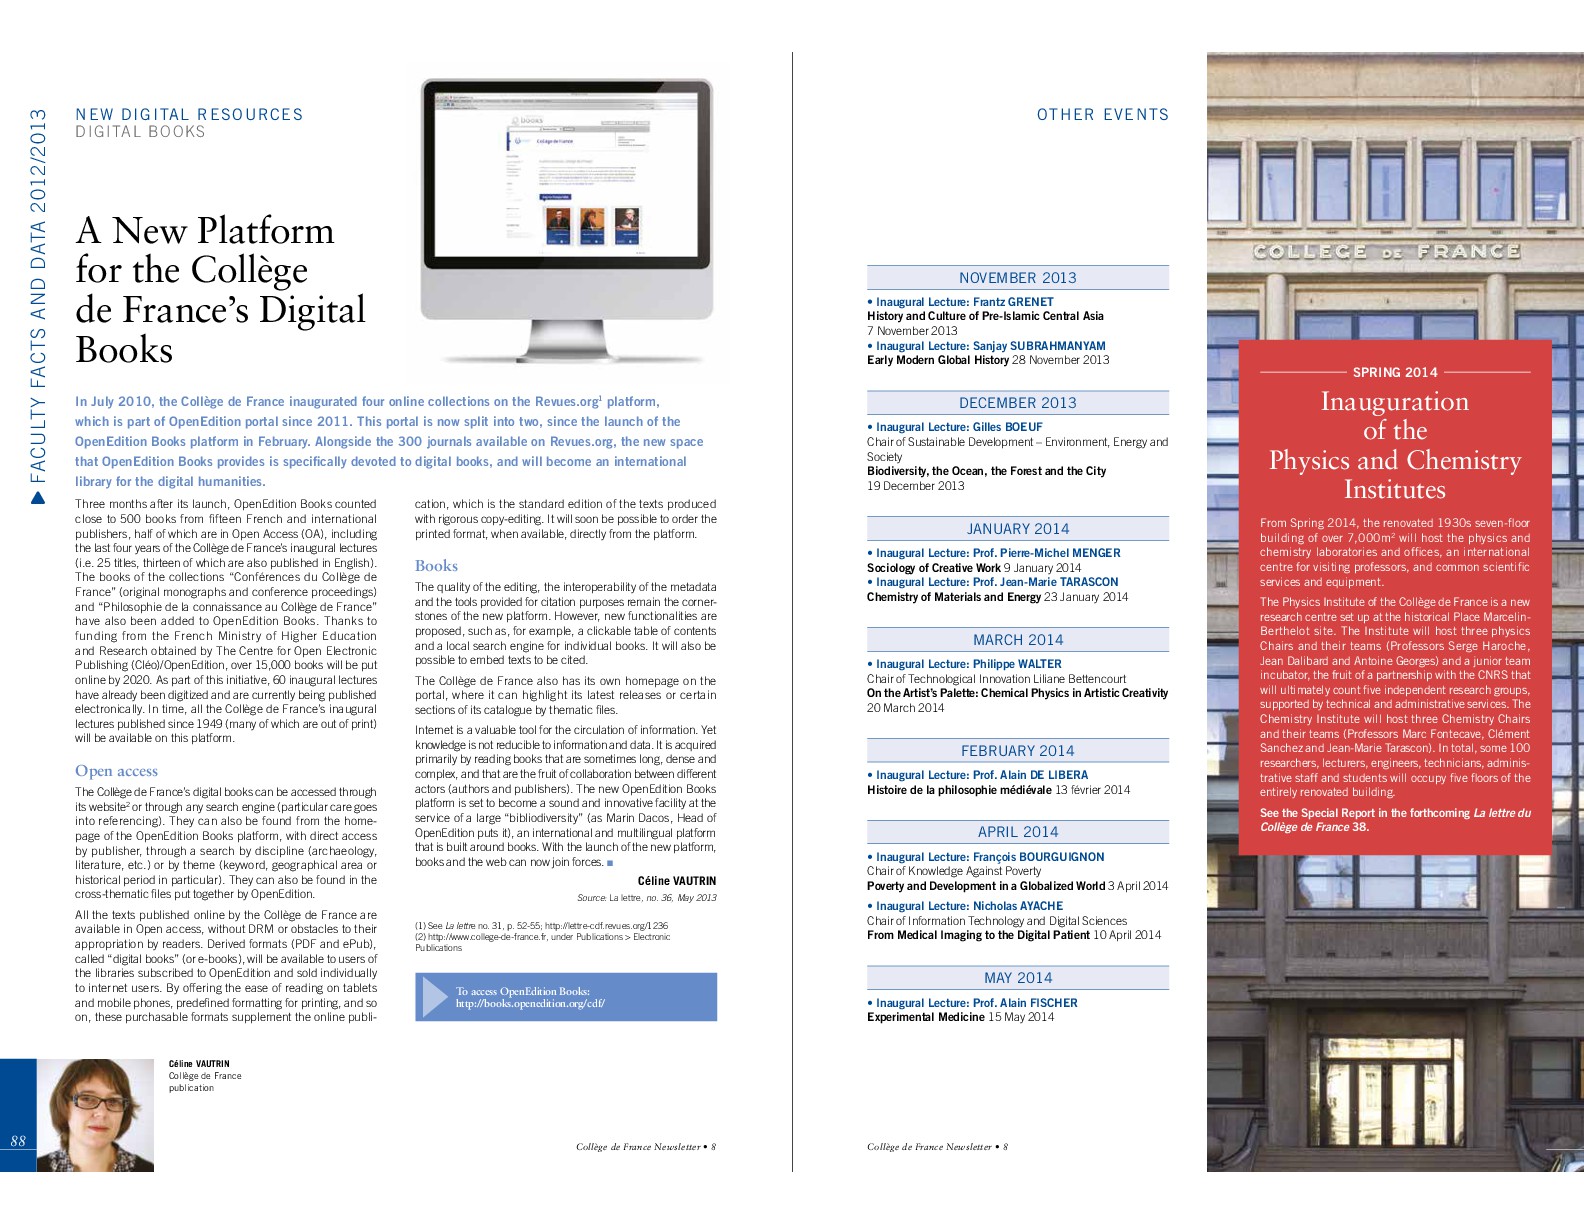 FACULTY FACTS AND DATA 2012/2013
NEW DIGITAL RESOURCES
DIGITAL BOOKS
A New Platform
for the Collège
de France’s Digital
Books
books
Collège de France
In July 2010, the Collège de France inaugurated four online collections on the Revues.org1 platform,
which is part of OpenEdition portal since 2011. This portal is now split into two, since the launch of the
OpenEdition Books platform in February. Alongside the 300 journals available on Revues.org, the new space
that OpenEdition Books provides is specifically devoted to digital books, and will become an international
library for the digital humanities.
Three months after its launch, OpenEdition Books counted
close to 500 books from fifteen French and international
publishers, half of which are in Open Access (OA), including
the last four years of the Collège de France’s inaugural lectures
(i.e. 25 titles, thirteen of which are also published in English).
The books of the collections “Conférences du Collège de
France” (original monographs and conference proceedings)
and “Philosophie de la connaissance au Collège de France”
have also been added to OpenEdition Books. Thanks to
funding from the French Ministry of Higher Education
and Research obtained by The Centre for Open Electronic
Publishing (Cléo)/OpenEdition, over 15,000 books will be put
online by 2020. As part of this initiative, 60 inaugural lectures
have already been digitized and are currently being published
electronically. In time, all the Collège de France’s inaugural
lectures published since 1949 (many of which are out of print)
will be available on this platform.
Open access
The Collège de France’s digital books can be accessed through
its website2 or through any search engine (particular care goes
into referencing). They can also be found from the home-
page of the OpenEdition Books platform, with direct access
by publisher, through a search by discipline (archaeology,
literature, etc.) or by theme (keyword, geographical area or
historical period in particular). They can also be found in the
cross-thematic files put together by OpenEdition.
All the texts published online by the Collège de France are
available in Open access, without DRM or obstacles to their
appropriation by readers. Derived formats (PDF and ePub),
called “digital books” (or e-books), will be available to users of
the libraries subscribed to OpenEdition and sold individually
to internet users. By offering the ease of reading on tablets
and mobile phones, predefined formatting for printing, and so
on, these purchasable formats supplement the online publi-
cation, which is the standard edition of the texts produced
with rigorous copy-editing. It will soon be possible to order the
printed format, when available, directly from the platform.
Books
The quality of the editing, the interoperability of the metadata
and the tools provided for citation purposes remain the corner-
stones of the new platform. However, new functionalities are
proposed, such as, for example, a clickable table of contents
and a local search engine for individual books. It will also be
possible to embed texts to be cited.
The Collège de France also has its own homepage on the
portal, where it can highlight its latest releases or certain
sections of its catalogue by thematic files.
Internet is a valuable tool for the circulation of information. Yet
knowledge is not reducible to information and data. It is acquired
primarily by reading books that are sometimes long, dense and
complex, and that are the fruit of collaboration between different
actors (authors and publishers). The new OpenEdition Books
platform is set to become a sound and innovative facility at the
service of a large “bibliodiversity” (as Marin Dacos, Head of
OpenEdition puts it), an international and multilingual platform
that is built around books. With the launch of the new platform,
books and the web can now join forces. ■
Céline VAUTRIN
Source: La lettre, no. 36, May 2013
(1) See La lettre no. 31, p. 52-55; http://lettre-cdf.revues.org/1236
(2) http://www.college-de-france.fr, under Publications > Electronic
Publications
To access OpenEdition Books:
http://books.openedition.org/cdf/
Céline VAUTRIN
Collège de France
publication
88
Collège de France Newsletter • 8
OTHER EVENTS
NOVEMBER 2013
• Inaugural Lecture: Frantz GRENET
History and Culture of Pre-Islamic Central Asia
7 November 2013
• Inaugural Lecture: Sanjay SUBRAHMANYAM
Early Modern Global History 28 November 2013
DECEMBER 2013
• Inaugural Lecture: Gilles BOEUF
Chair of Sustainable Development – Environment, Energy and
Society
Biodiversity, the Ocean, the Forest and the City
19 December 2013
JANUARY 2014
• Inaugural Lecture: Prof. Pierre-Michel MENGER
Sociology of Creative Work 9 January 2014
• Inaugural Lecture: Prof. Jean-Marie TARASCON
Chemistry of Materials and Energy 23 January 2014
MARCH 2014
• Inaugural Lecture: Philippe WALTER
Chair of Technological Innovation Liliane Bettencourt
On the Artist’s Palette: Chemical Physics in Artistic Creativity
20 March 2014
FEBRUARY 2014
• Inaugural Lecture: Prof. Alain DE LIBERA
Histoire de la philosophie médiévale 13 février 2014
APRIL 2014
• Inaugural Lecture: François BOURGUIGNON
Chair of Knowledge Against Poverty
Poverty and Development in a Globalized World 3 April 2014
• Inaugural Lecture: Nicholas AYACHE
Chair of Information Technology and Digital Sciences
From Medical Imaging to the Digital Patient 10 April 2014
MAY 2014
• Inaugural Lecture: Prof. Alain FISCHER
Experimental Medicine 15 May 2014
Collège de France Newsletter • 8
COLLEGE DE FRANCE
SPRING 2014
Inauguration
of the
Physics and Chemistry
Institutes
From Spring 2014, the renovated 1930s seven-floor
building of over 7,000m2 will host the physics and
chemistry laboratories and offices, an international
centre for visiting professors, and common scientific
services and equipment.
The Physics Institute of the Collège de France is a new
research centre set up at the historical Place Marcelin-
Berthelot site. The Institute will host three physics
Chairs and their teams (Professors Serge Haroche,
Jean Dalibard and Antoine Georges) and a junior team
incubator, the fruit of a partnership with the CNRS that
will ultimately count five independent research groups,
supported by technical and administrative services. The
Chemistry Institute will host three Chemistry Chairs
and their teams (Professors Marc Fontecave, Clément
Sanchez and Jean-Marie Tarascon). In total, some 100
researchers, lecturers, engineers, technicians, adminis-
trative staff and students will occupy five floors of the
entirely renovated building.
See the Special Report in the forthcoming La lettre du
Collège de France 38.